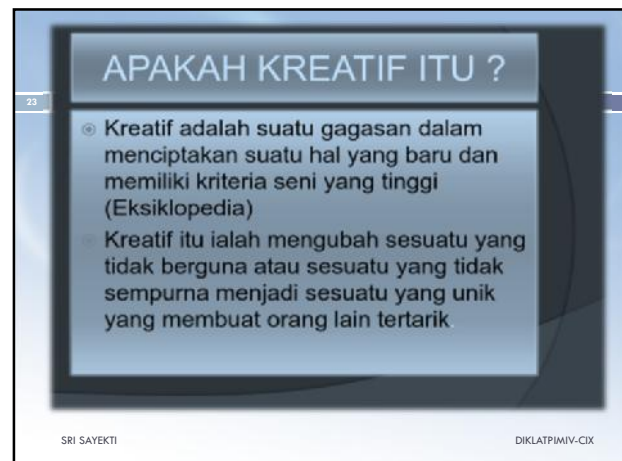 APAKAH KREATIF ITU ?
23
Kreatif adalah suatu gagasan dalam
menciptakan suatu hal yang baru dan
memiliki kriteria seni yang tinggi
(Eksiklopedia)
Kreatif itu ialah mengubah sesuatu yang
tidak berguna atau sesuatu yang tidak
sempurna menjadi sesuatu yang unik
yang membuat orang lain tertarik.
SRI SAYEKTI
DIKLATPIMIV-CIX